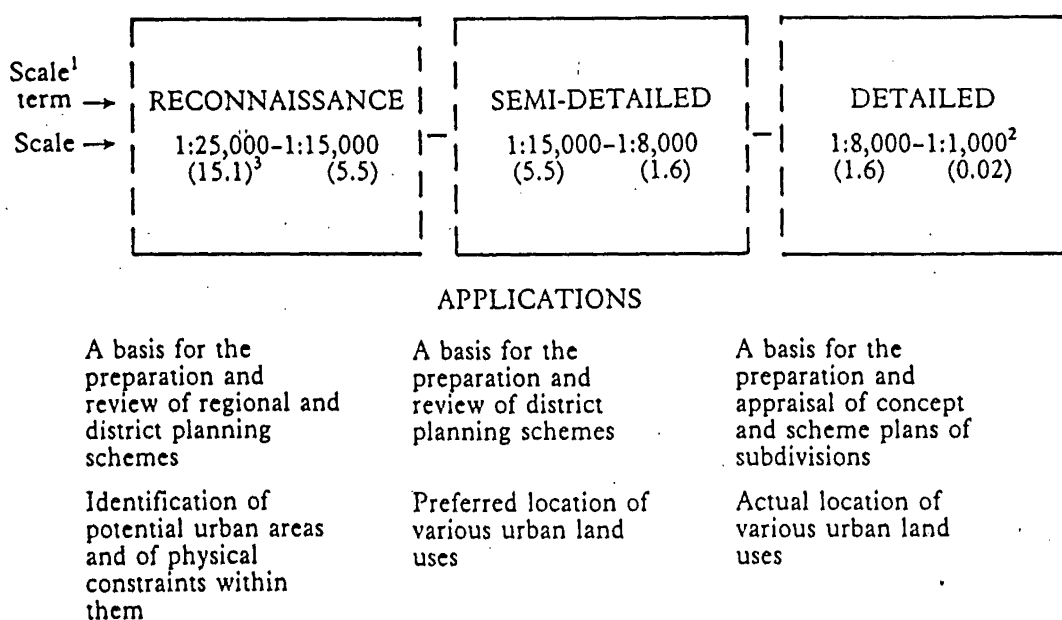 Scale¹
term → RECONNAISSANCE SEMI-DETAILED DETAILED
Scale → 1:25,000–1:15,000 – 1:15,000–1:8,000 – 1:8,000–1:1,000²
(15.1)³ (5.5) (5.5) (1.6) (1.6) (0.02)
APPLICATIONS
A basis for the
preparation and
review of regional and
district planning
schemes
Identification of
potential urban areas
and of physical
constraints within
them
A basis for the
preparation and
review of district
planning schemes
Preferred location of
various urban land
uses
A basis for the
preparation and
appraisal of concept
and scheme plans of
subdivisions
Actual location of
various urban land
uses